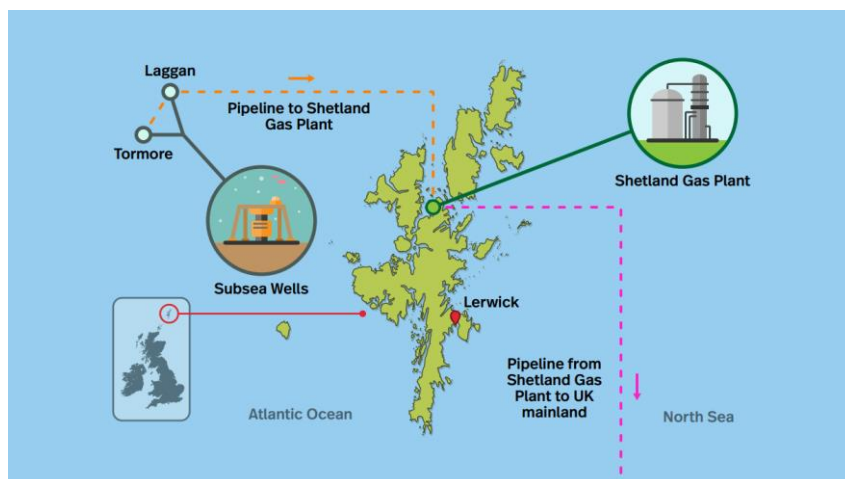 Laggan
Pipeline to Shetland
Gas Plant
Tormore
Shetland Gas Plant
Subsea Wells
Lerwick
Pipeline from
Shetland Gas
Plant to UK
mainland
Atlantic Ocean
North Sea